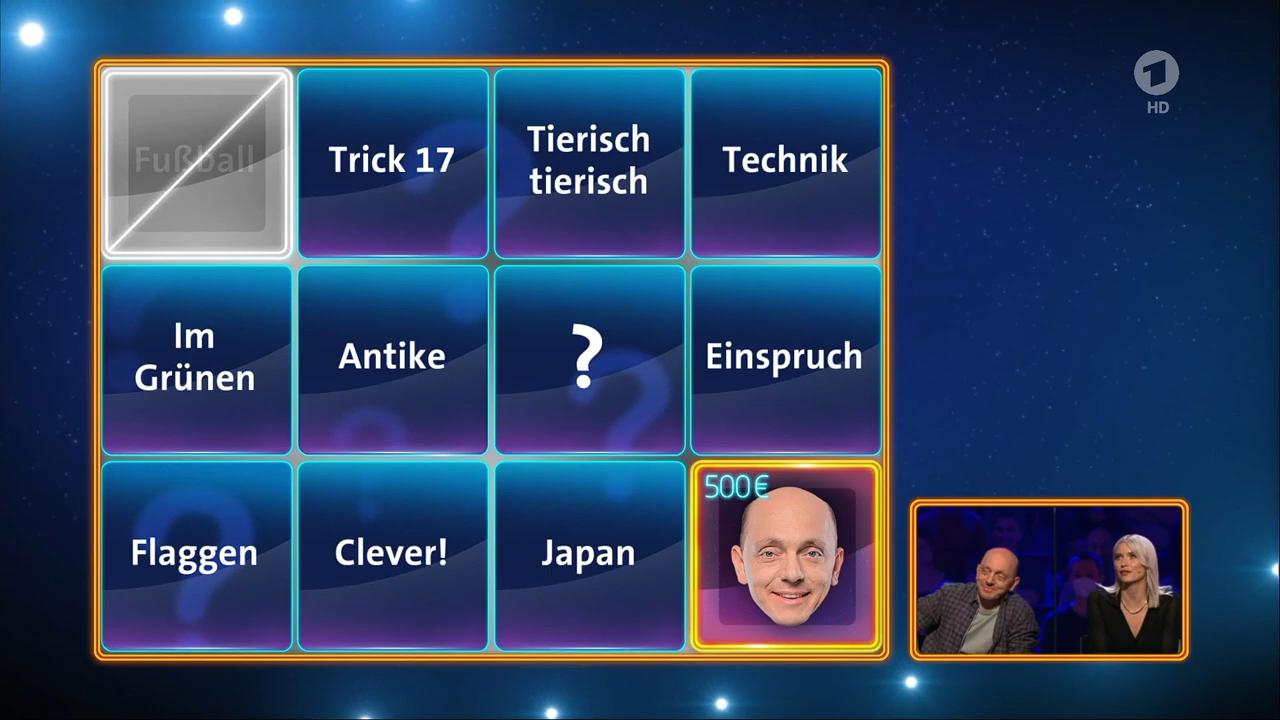 Fußball
Trick 17
Tierisch
tierisch
Technik
1
HD
Im
Grünen
Antike
?
Einspruch
Flaggen
Clever!
Japan
500€